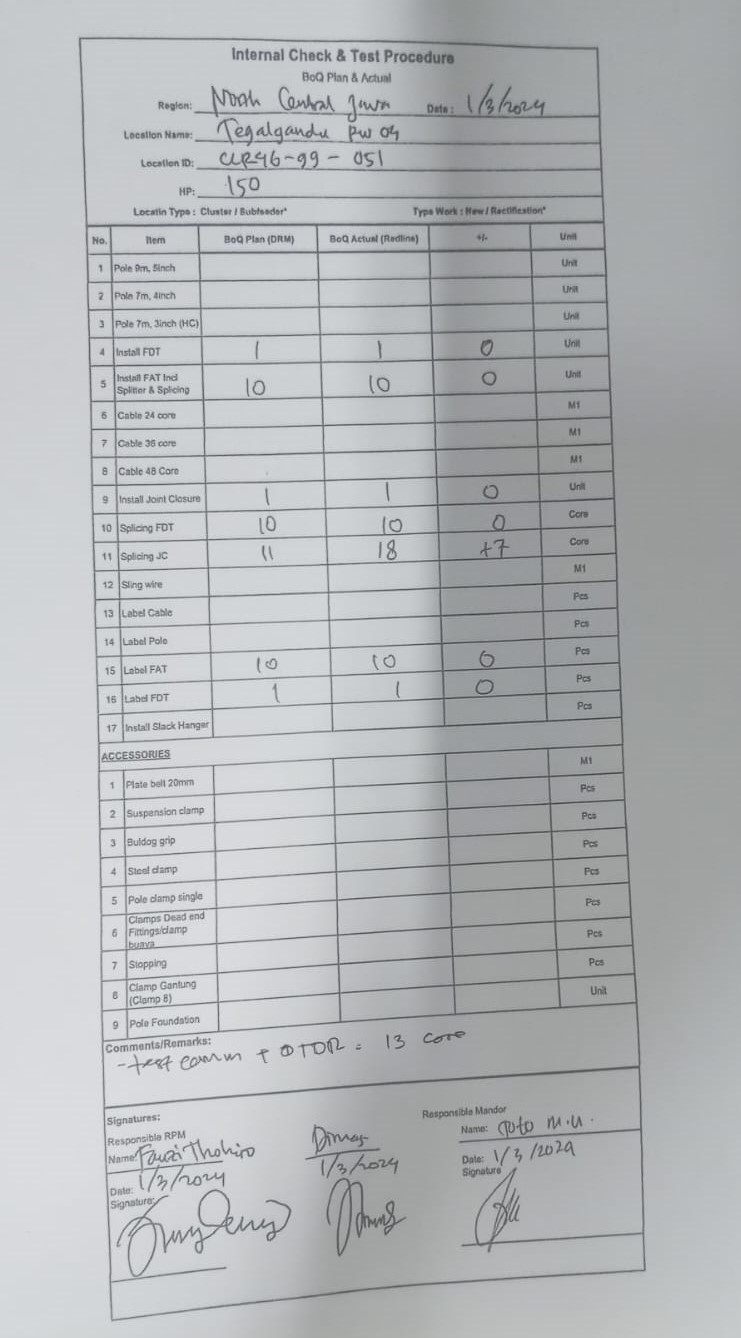 Internal Check & Test Procedure
BoQ Plan & Actual
Region: North Central Java Date: 1/3/2024
Location Name: Tegalgandu RW 04
Location ID: CLR46-99-051
HP: 150
Locatin Type : Cluster / Subfeeder* Type Work : New / Rectification*
No. Item BoQ Plan (DRM) BoQ Actual (Redline) +/- Unit
1 Pole 9m, 5inch Unit
2 Pole 7m, 4inch Unit
3 Pole 7m, 3inch (HC) Unit
4 Install FDT 1 1 0 Unit
5 Install FAT Incl Splitter & Splicing 10 10 0 Unit
6 Cable 24 core M1
7 Cable 36 core M1
8 Cable 48 Core M1
9 Install Joint Closure 1 1 0 Unit
10 Splicing FDT 10 10 0 Core
11 Splicing JC 11 18 +7 Core
12 Sling wire M1
13 Label Cable Pcs
14 Label Pole Pcs
15 Label FAT 10 10 0 Pcs
16 Label FDT 1 1 0 Pcs
17 Install Slack Hanger Pcs
ACCESSORIES
1 Plate belt 20mm M1
2 Suspension clamp Pcs
3 Buldog grip Pcs
4 Steel clamp Pcs
5 Pole clamp single Pcs
6 Clamps Dead end Fittings/clamp buaya Pcs
7 Stopping Pcs
8 Clamp Gantung (Clamp 8) Pcs
9 Pole Foundation Unit
Comments/Remarks:
- test comm + OTDR = 13 core
Signatures:
Responsible RPM Responsible Mandor
Name: Fauzi Thohiro Dimas Name: Toto M.U.
Date: 1/3/2024 1/3/2024 Date: 1/3/2024
Signature: Signature